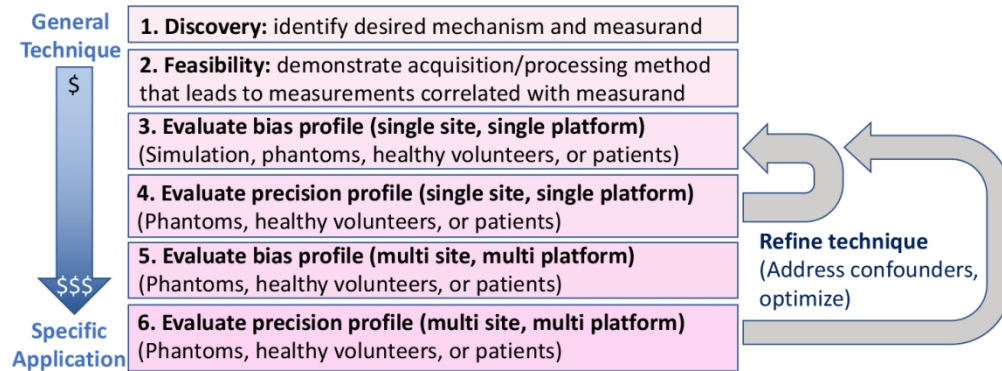 General
Technique
$
$$$
Specific
Application
1. Discovery: identify desired mechanism and measurand
2. Feasibility: demonstrate acquisition/processing method
that leads to measurements correlated with measurand
3. Evaluate bias profile (single site, single platform)
(Simulation, phantoms, healthy volunteers, or patients)
4. Evaluate precision profile (single site, single platform)
(Phantoms, healthy volunteers, or patients)
5. Evaluate bias profile (multi site, multi platform)
(Phantoms, healthy volunteers, or patients)
6. Evaluate precision profile (multi site, multi platform)
(Phantoms, healthy volunteers, or patients)
Refine technique
(Address confounders,
optimize)